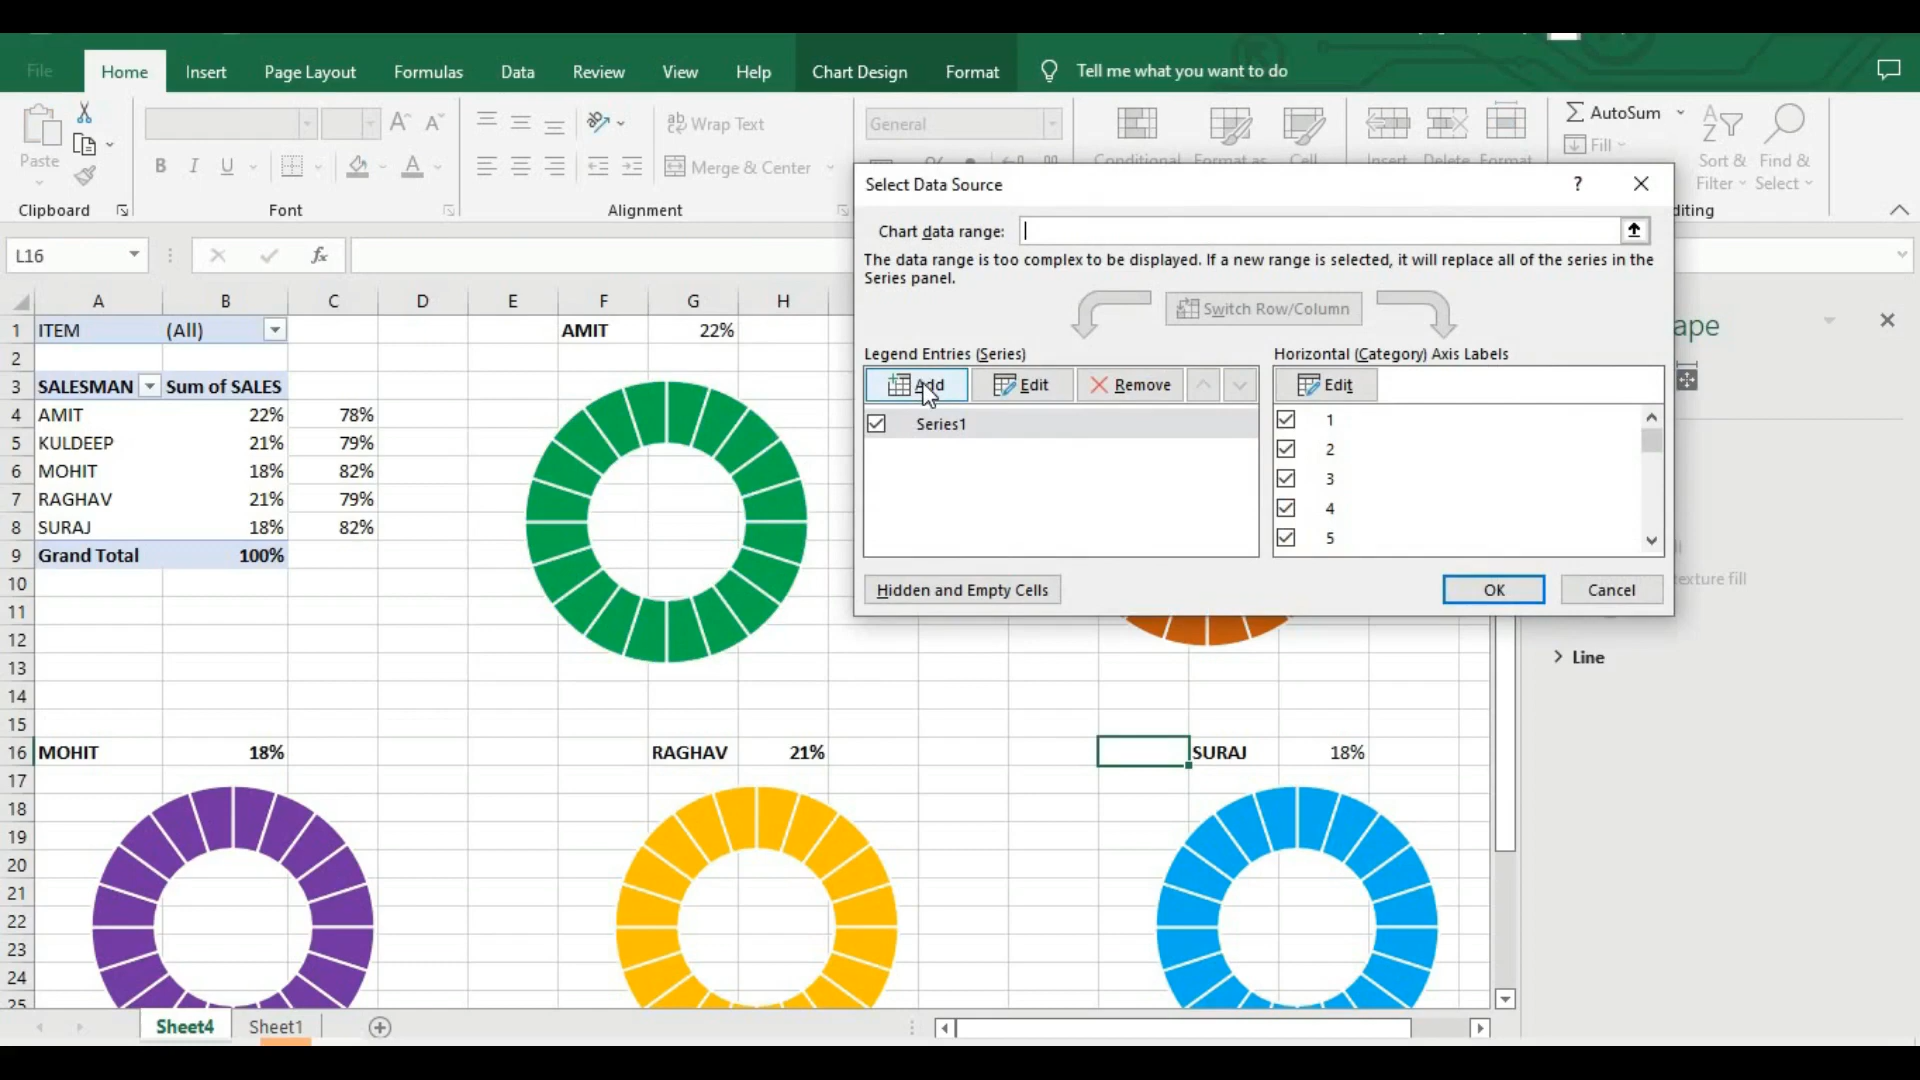 File Home Insert Page Layout Formulas Data Review View Help Chart Design Format Tell me what you want to do
Paste
Clipboard
B I U
Font
Wrap Text
Merge & Center
Alignment
General
Conditional Format as Cell
Insert Delete Format
AutoSum
Fill
Sort & Filter
Find & Select
diting
L16
fx
Select Data Source
?
Chart data range:
The data range is too complex to be displayed. If a new range is selected, it will replace all of the series in the
Series panel.
Switch Row/Column
Legend Entries (Series)
Add Edit Remove
Series1
Horizontal (Category) Axis Labels
Edit
1
2
3
4
5
Hidden and Empty Cells
OK Cancel
ape
exture fill
Line
A B C D E F G H
1 ITEM (All) AMIT 22%
2
3 SALESMAN Sum of SALES
4 AMIT 22% 78%
5 KULDEEP 21% 79%
6 MOHIT 18% 82%
7 RAGHAV 21% 79%
8 SURAJ 18% 82%
9 Grand Total 100%
10
11
12
13
14
15
16 MOHIT 18% RAGHAV 21% SURAJ 18%
17
18
19
20
21
22
23
24
25
Sheet4 Sheet1